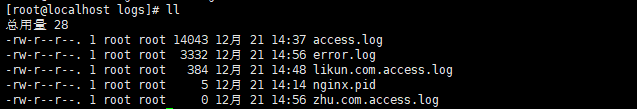 [root@localhost logs]# ll
总用量 28
-rw-r--r--. 1 root root 14043 12月 21 14:37 access.log
-rw-r--r--. 1 root root  3332 12月 21 14:56 error.log
-rw-r--r--. 1 root root   384 12月 21 14:48 likun.com.access.log
-rw-r--r--. 1 root root     5 12月 21 14:14 nginx.pid
-rw-r--r--. 1 root root     0 12月 21 14:56 zhu.com.access.log